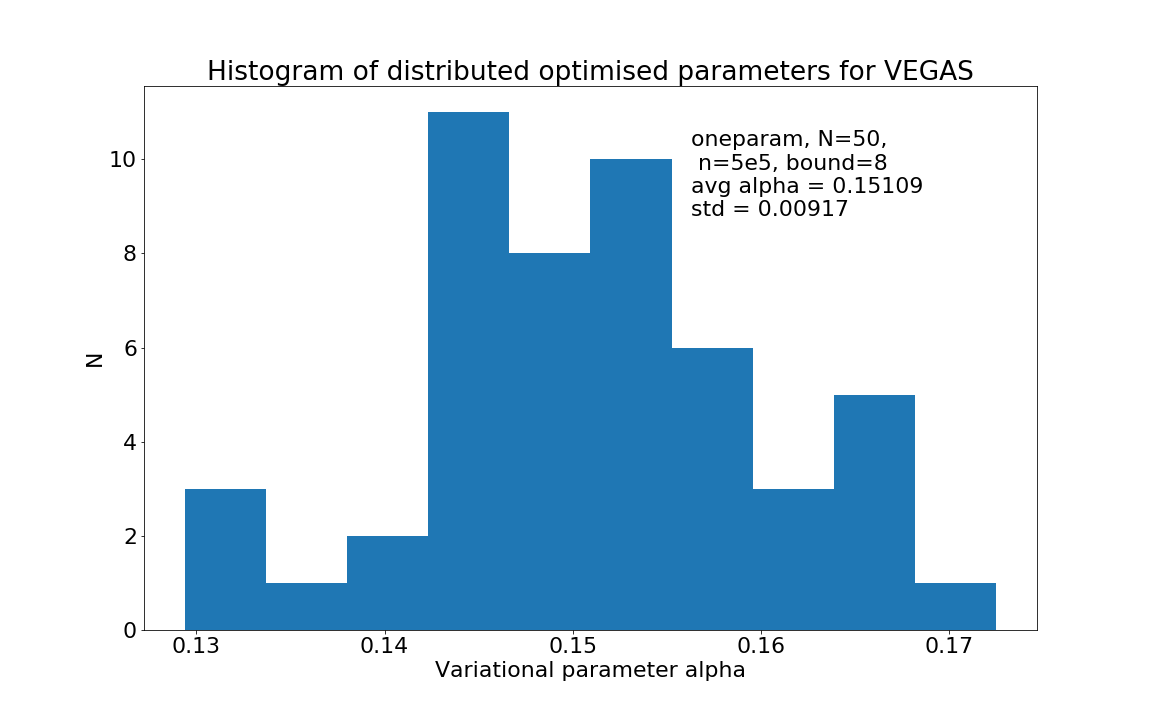 Histogram of distributed optimised parameters for VEGAS
oneparam, N=50,
n=5e5, bound=8
avg alpha = 0.15109
std = 0.00917
N
10
8
6
4
2
0
0.13 0.14 0.15 0.16 0.17
Variational parameter alpha